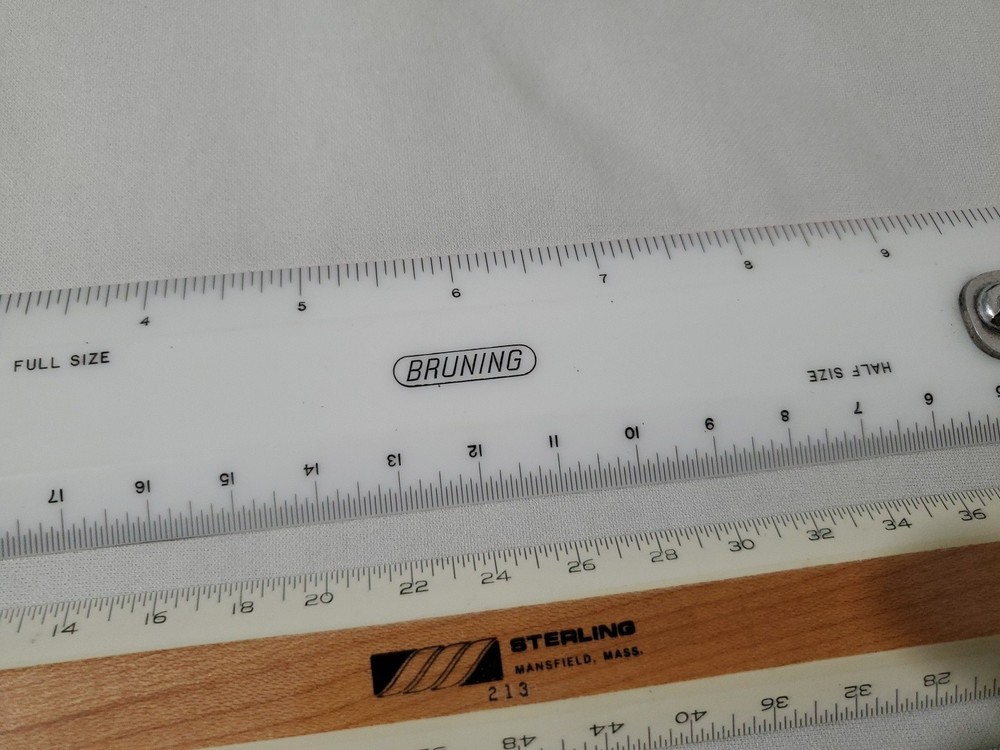 4 5 6 7 8 9
FULL SIZE
BRUNING
HALF SIZE
17 16 15 14 13 12 11 10 9 8 7 6
14 16 18 20 22 24 26 28 30 32 34 36
STERLING
MANSFIELD, MASS.
213
48 44 40 36 32 28